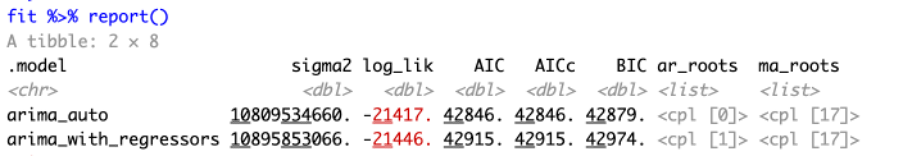 fit %>% report()
A tibble: 2 × 8
.model sigma2 log_lik AIC AICc BIC ar_roots ma_roots
<chr> <dbl> <dbl> <dbl> <dbl> <dbl> <list> <list>
arima_auto 10809534660. -21417. 42846. 42846. 42879. <cpl [0]> <cpl [17]>
arima_with_regressors 10895853066. -21446. 42915. 42915. 42974. <cpl [1]> <cpl [17]>